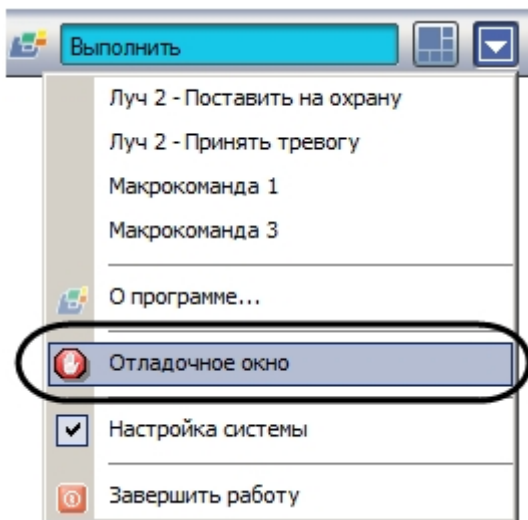 Выполнить
Луч 2 - Поставить на охрану
Луч 2 - Принять тревогу
Макрокоманда 1
Макрокоманда 3
О программе...
Отладочное окно
Настройка системы
Завершить работу